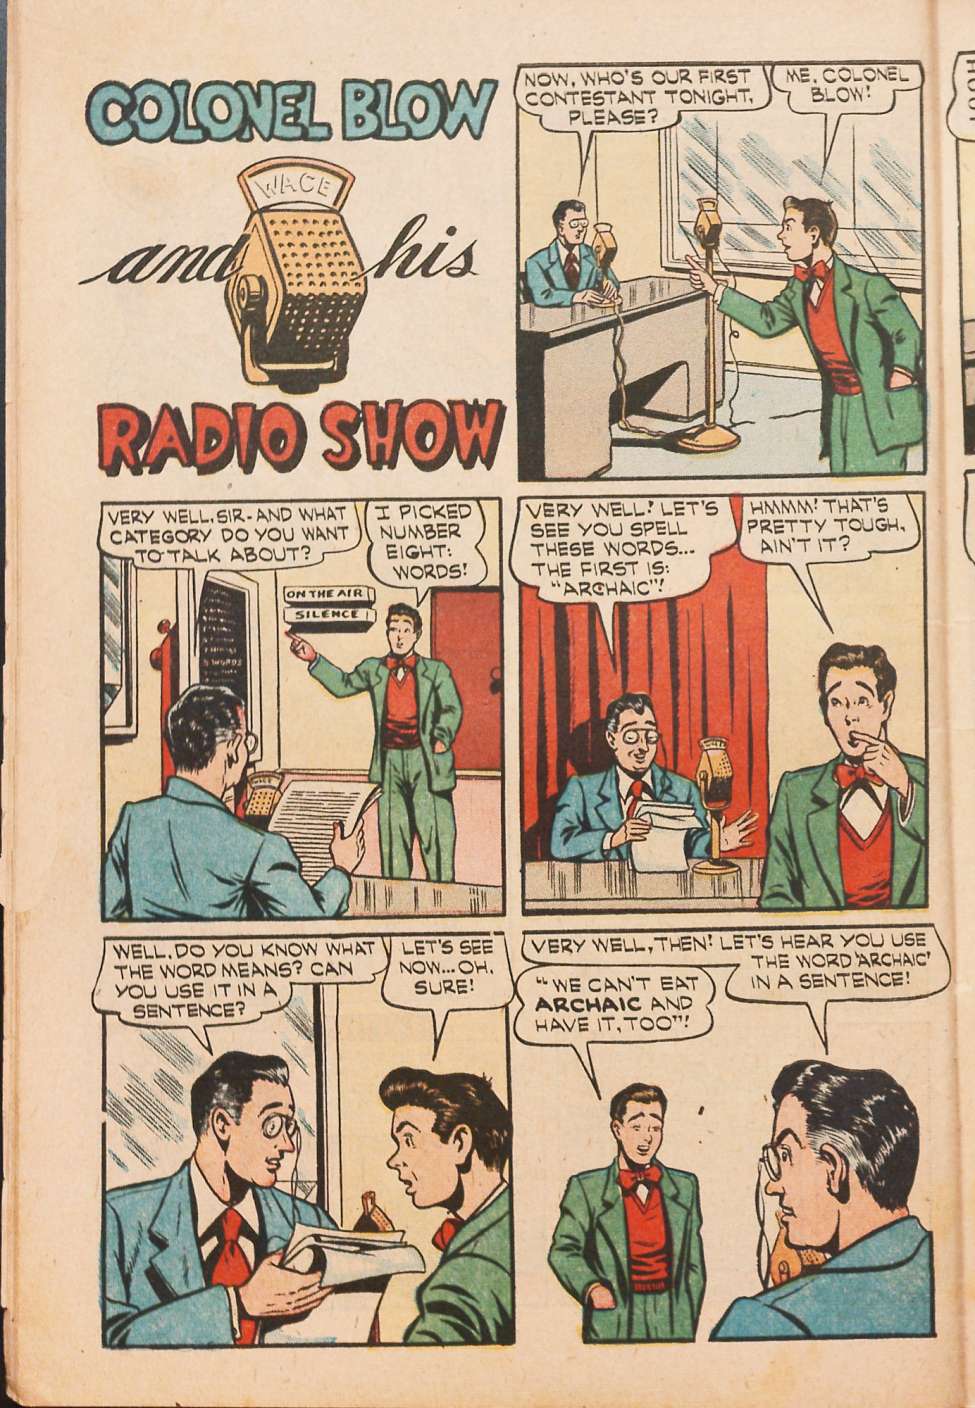 COLONEL BLOW
WACE
and his
RADIO SHOW
NOW, WHO'S OUR FIRST
CONTESTANT TONIGHT,
PLEASE?
ME, COLONEL
BLOW!
VERY WELL, SIR-AND WHAT
CATEGORY DO YOU WANT
TO TALK ABOUT?
I PICKED
NUMBER
EIGHT:
WORDS!
ON THE AIR
SILENCE
8 WORDS
VERY WELL! LET'S
SEE YOU SPELL
THESE WORDS...
THE FIRST IS:
"ARCHAIC"!
HMMM! THAT'S
PRETTY TOUGH,
AIN'T IT?
WELL, DO YOU KNOW WHAT
THE WORD MEANS? CAN
YOU USE IT IN A
SENTENCE?
LET'S SEE
NOW...OH,
SURE!
VERY WELL, THEN! LET'S HEAR YOU USE
THE WORD 'ARCHAIC'
IN A SENTENCE!
"WE CAN'T EAT
ARCHAIC AND
HAVE IT, TOO"!